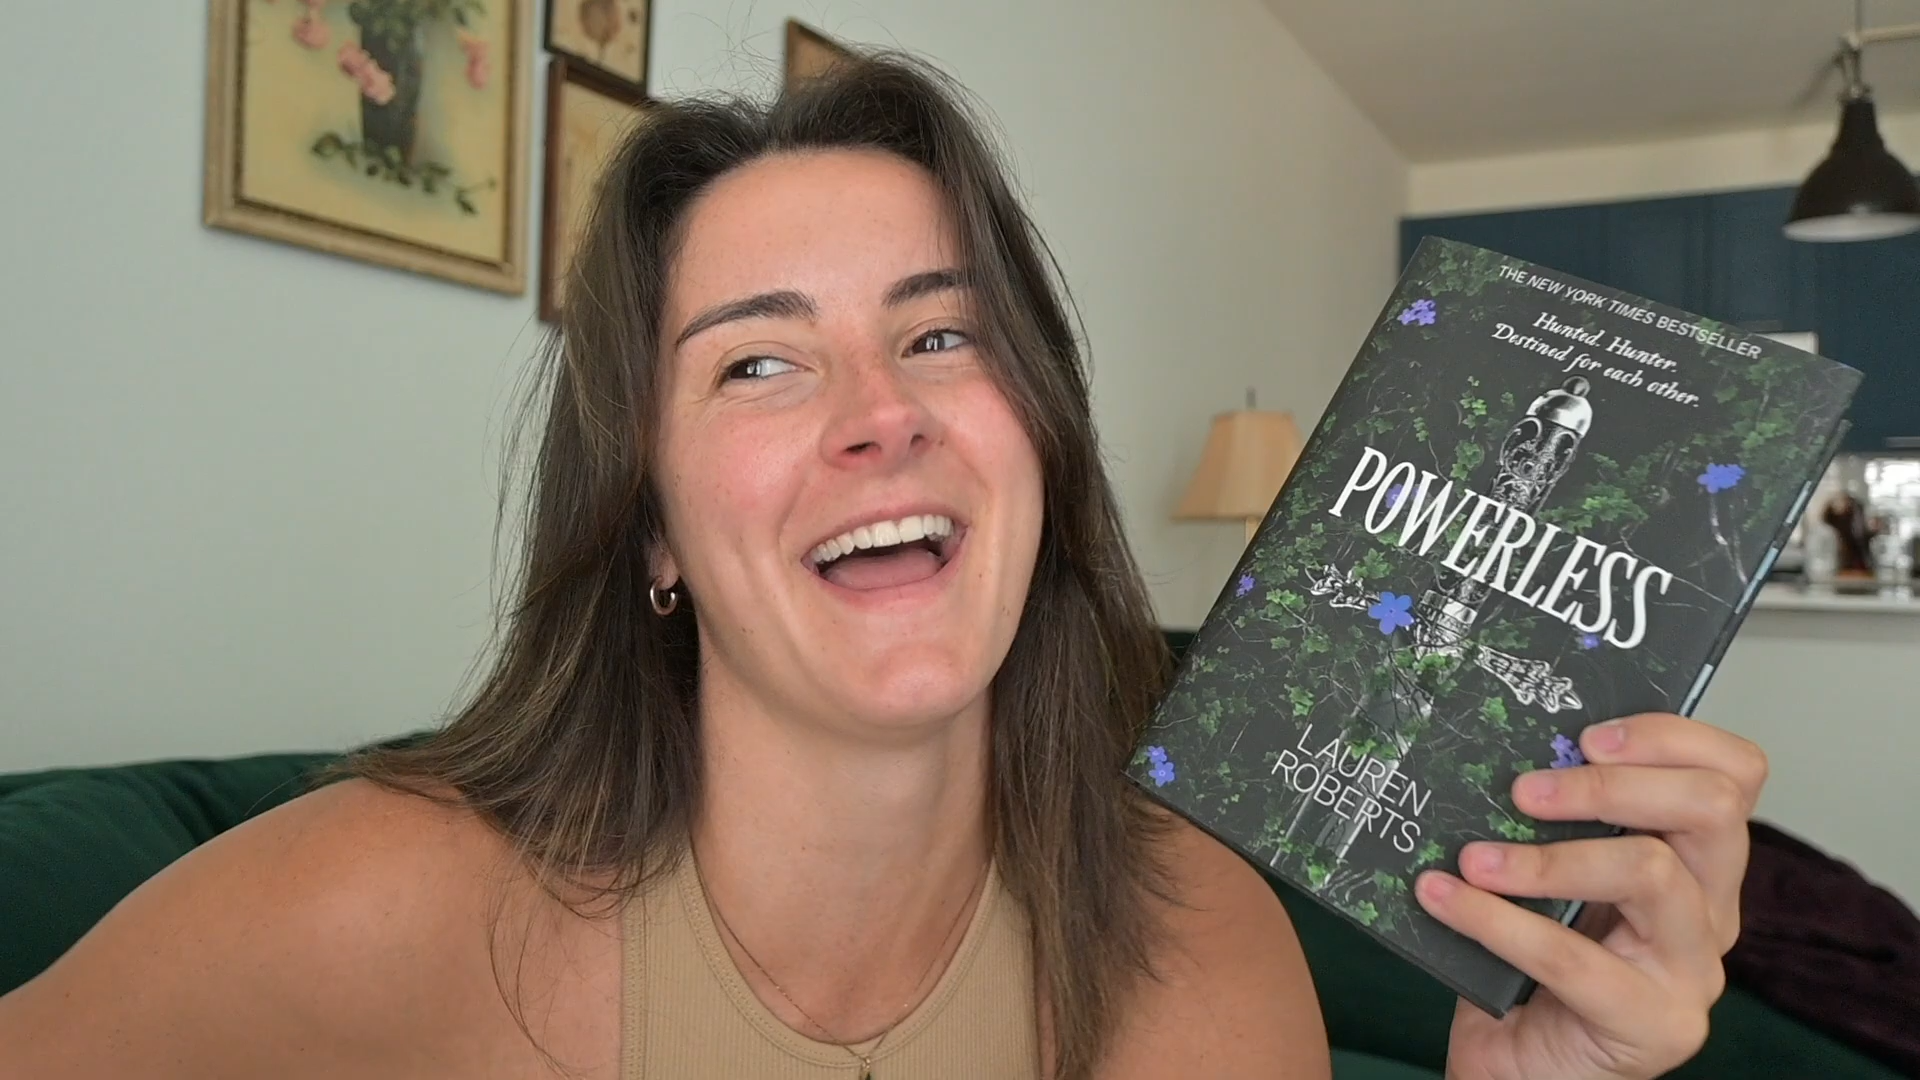 THE NEW YORK TIMES BESTSELLER
Hunted. Hunter.
Destined for each other.
POWERLESS
LAUREN
ROBERTS